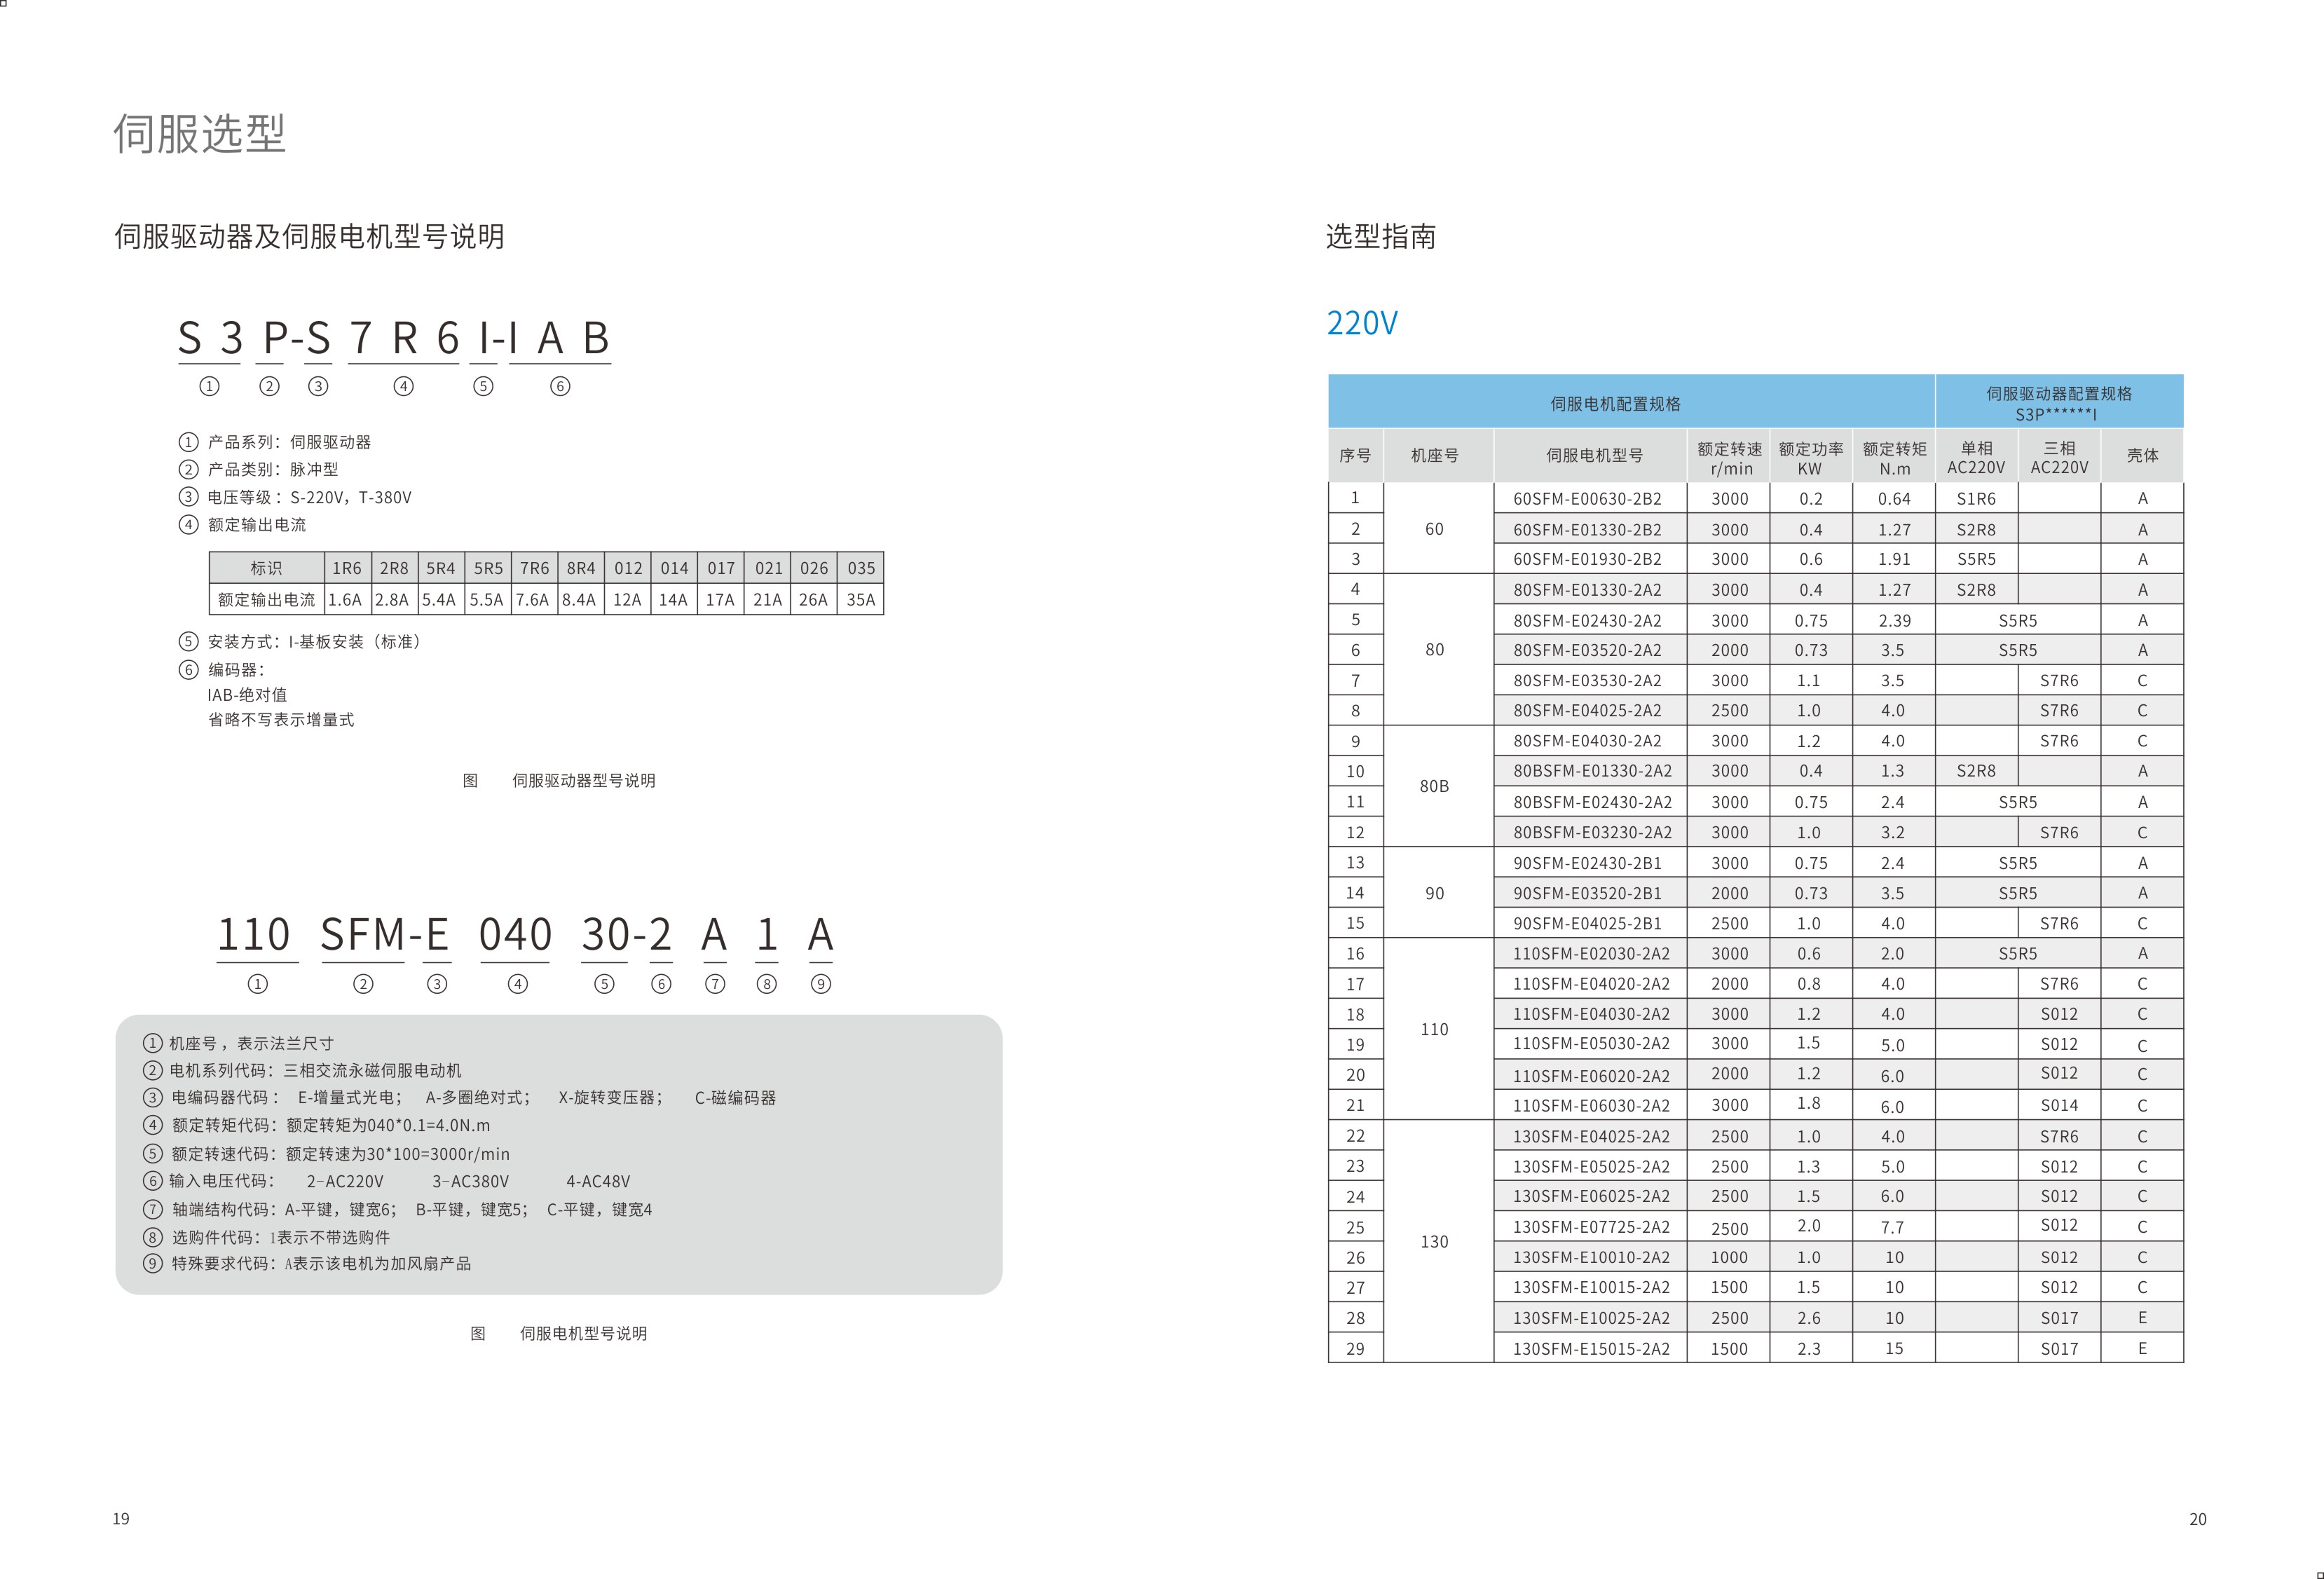 伺服选型
伺服驱动器及伺服电机型号说明
S 3 P-S 7 R 6 I-I A B
① ② ③ ④ ⑤ ⑥
① 产品系列：伺服驱动器
② 产品类别：脉冲型
③ 电压等级：S-220V，T-380V
④ 额定输出电流
标识 1R6 2R8 5R4 5R5 7R6 8R4 012 014 017 021 026 035
额定输出电流 1.6A 2.8A 5.4A 5.5A 7.6A 8.4A 12A 14A 17A 21A 26A 35A
⑤ 安装方式：I-基板安装（标准）
⑥ 编码器：
IAB-绝对值
省略不写表示增量式
图 伺服驱动器型号说明
110 SFM-E 040 30-2 A 1 A
① ② ③ ④ ⑤ ⑥ ⑦ ⑧ ⑨
① 机座号，表示法兰尺寸
② 电机系列代码：三相交流永磁伺服电动机
③ 电编码器代码： E-增量式光电； A-多圈绝对式； X-旋转变压器； C-磁编码器
④ 额定转矩代码：额定转矩为040*0.1=4.0N.m
⑤ 额定转速代码：额定转速为30*100=3000r/min
⑥ 输入电压代码： 2-AC220V 3-AC380V 4-AC48V
⑦ 轴端结构代码：A-平键，键宽6； B-平键，键宽5； C-平键，键宽4
⑧ 选购件代码：1表示不带选购件
⑨ 特殊要求代码：A表示该电机为加风扇产品
图 伺服电机型号说明
19
选型指南
220V
伺服电机配置规格 伺服驱动器配置规格
S3P******I
序号 机座号 伺服电机型号 额定转速 额定功率 额定转矩 单相 三相 壳体
r/min KW N.m AC220V AC220V
1 60SFM-E00630-2B2 3000 0.2 0.64 S1R6 A
2 60 60SFM-E01330-2B2 3000 0.4 1.27 S2R8 A
3 60SFM-E01930-2B2 3000 0.6 1.91 S5R5 A
4 80SFM-E01330-2A2 3000 0.4 1.27 S2R8 A
5 80SFM-E02430-2A2 3000 0.75 2.39 S5R5 A
6 80 80SFM-E03520-2A2 2000 0.73 3.5 S5R5 A
7 80SFM-E03530-2A2 3000 1.1 3.5 S7R6 C
8 80SFM-E04025-2A2 2500 1.0 4.0 S7R6 C
9 80SFM-E04030-2A2 3000 1.2 4.0 S7R6 C
10 80BSFM-E01330-2A2 3000 0.4 1.3 S2R8 A
80B
11 80BSFM-E02430-2A2 3000 0.75 2.4 S5R5 A
12 80BSFM-E03230-2A2 3000 1.0 3.2 S7R6 C
13 90SFM-E02430-2B1 3000 0.75 2.4 S5R5 A
14 90 90SFM-E03520-2B1 2000 0.73 3.5 S5R5 A
15 90SFM-E04025-2B1 2500 1.0 4.0 S7R6 C
16 110SFM-E02030-2A2 3000 0.6 2.0 S5R5 A
17 110SFM-E04020-2A2 2000 0.8 4.0 S7R6 C
18 110SFM-E04030-2A2 3000 1.2 4.0 S012 C
110
19 110SFM-E05030-2A2 3000 1.5 5.0 S012 C
20 110SFM-E06020-2A2 2000 1.2 6.0 S012 C
21 110SFM-E06030-2A2 3000 1.8 6.0 S014 C
22 130SFM-E04025-2A2 2500 1.0 4.0 S7R6 C
23 130SFM-E05025-2A2 2500 1.3 5.0 S012 C
24 130SFM-E06025-2A2 2500 1.5 6.0 S012 C
25 130SFM-E07725-2A2 2500 2.0 7.7 S012 C
130
26 130SFM-E10010-2A2 1000 1.0 10 S012 C
27 130SFM-E10015-2A2 1500 1.5 10 S012 C
28 130SFM-E10025-2A2 2500 2.6 10 S017 E
29 130SFM-E15015-2A2 1500 2.3 15 S017 E
20